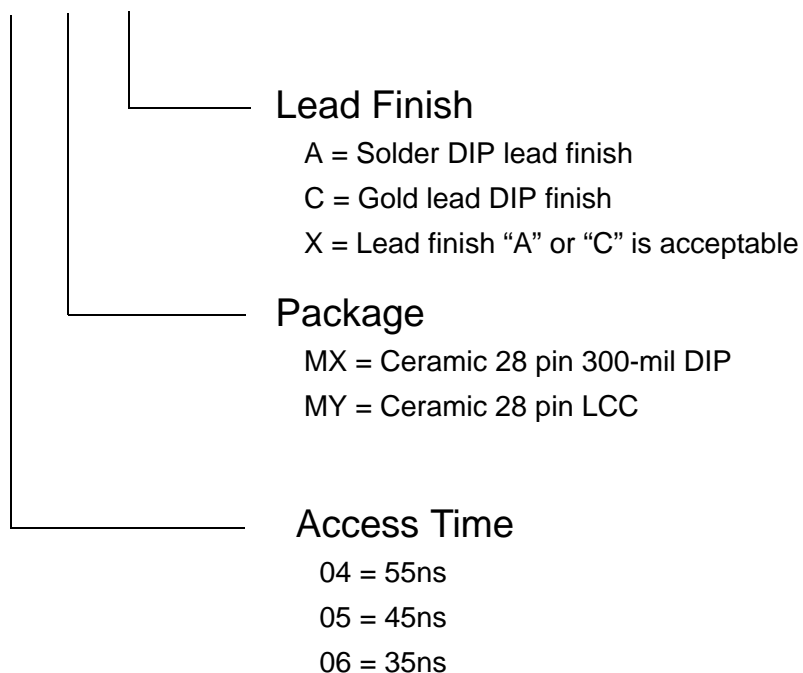 Lead Finish
A = Solder DIP lead finish
C = Gold lead DIP finish
X = Lead finish “A” or “C” is acceptable
Package
MX = Ceramic 28 pin 300-mil DIP
MY = Ceramic 28 pin LCC
Access Time
04 = 55ns
05 = 45ns
06 = 35ns